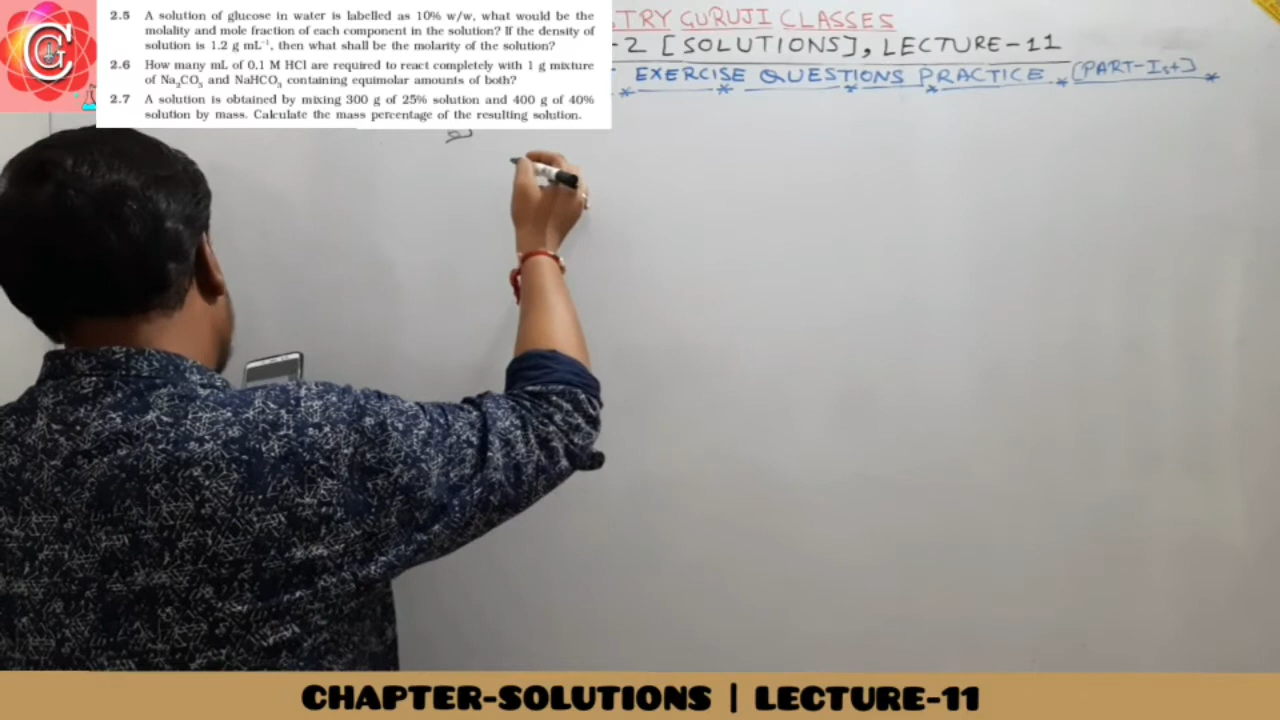 2.5 A solution of glucose in water is labelled as 10% w/w, what would be the
molality and mole fraction of each component in the solution? If the density of
solution is 1.2 g mL⁻¹, then what shall be the molarity of the solution?
2.6 How many mL of 0.1 M HCl are required to react completely with 1 g mixture
of Na₂CO₃ and NaHCO₃ containing equimolar amounts of both?
2.7 A solution is obtained by mixing 300 g of 25% solution and 400 g of 40%
solution by mass. Calculate the mass percentage of the resulting solution.
TRY GURUJI CLASSES
-2 [SOLUTIONS], LECTURE-11
EXERCISE QUESTIONS PRACTICE (PART-Ist)
CHAPTER-SOLUTIONS | LECTURE-11